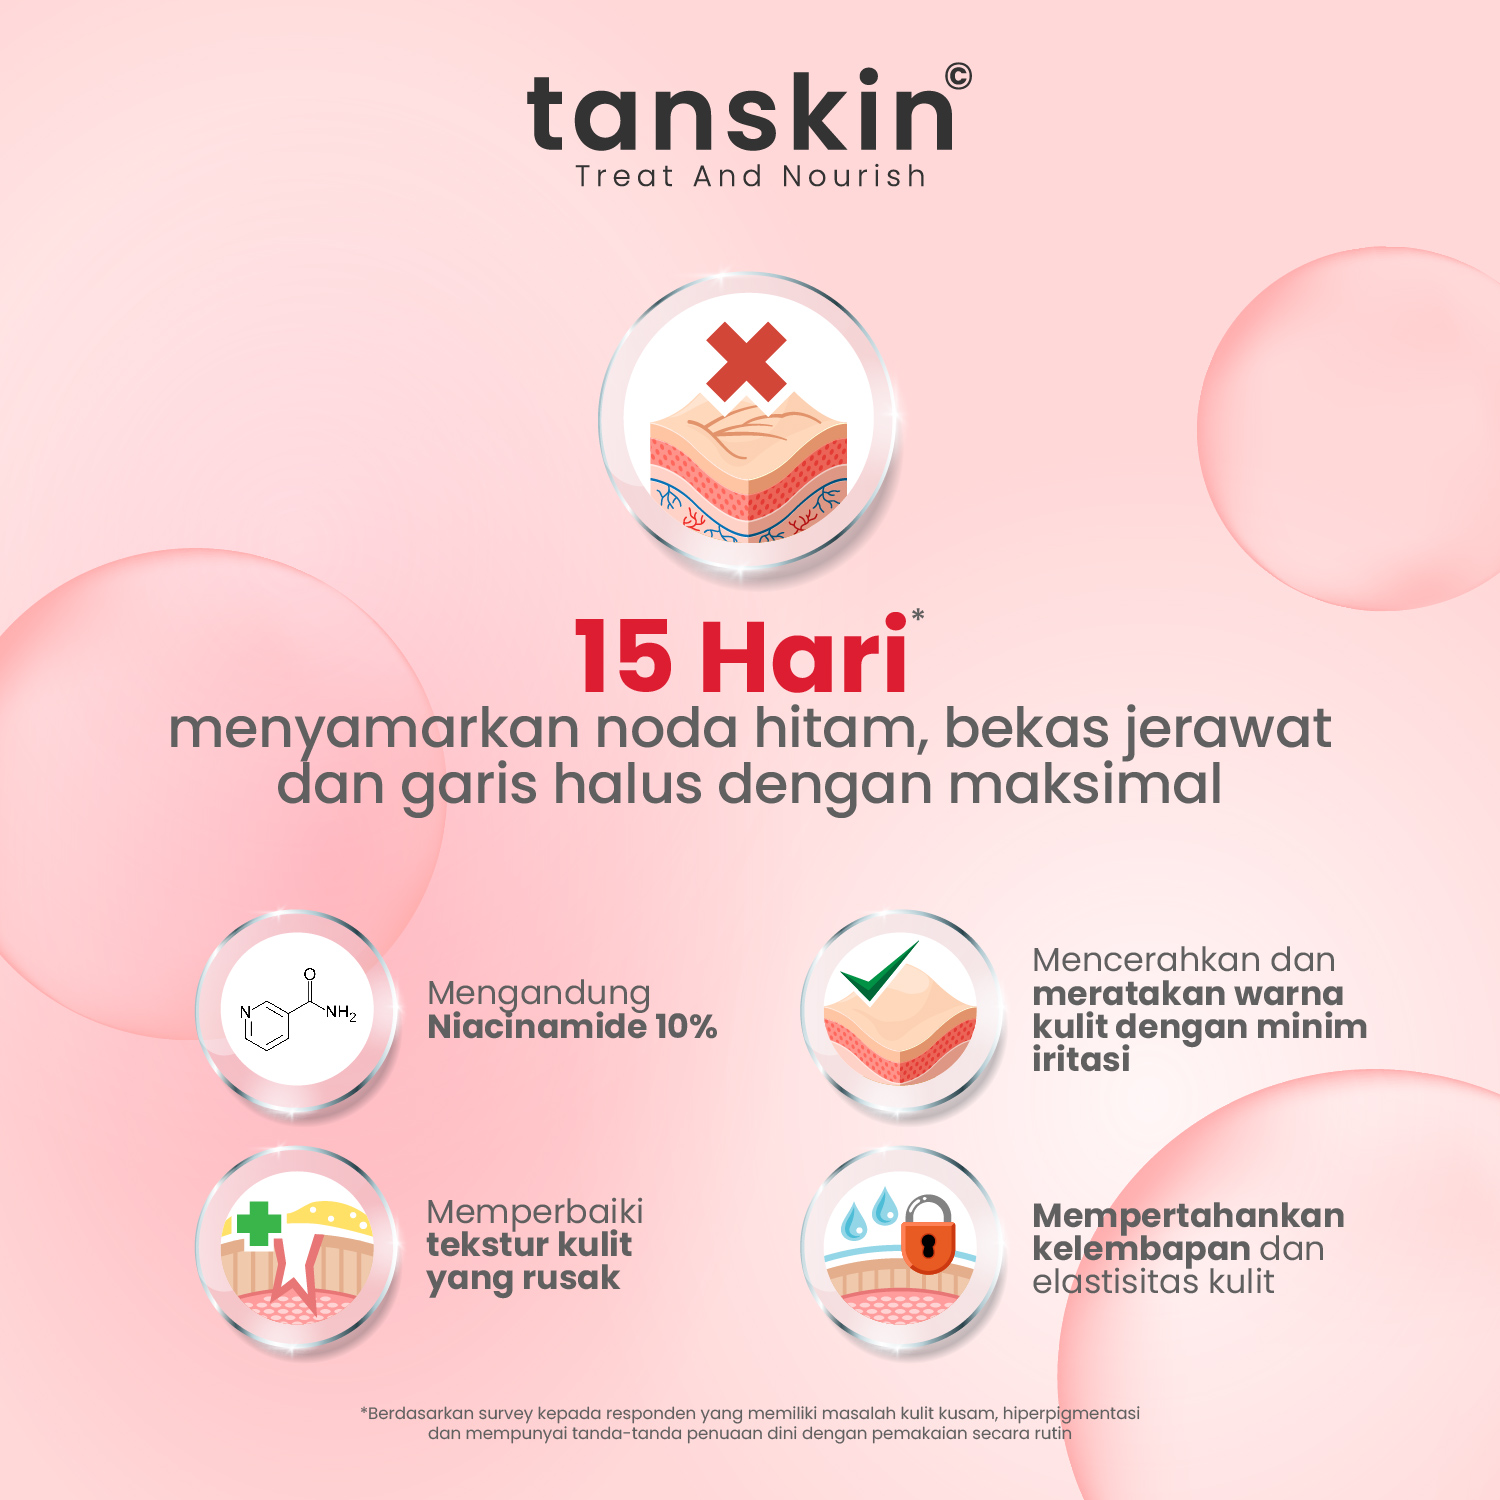 tanskin©
Treat And Nourish
15 Hari*
menyamarkan noda hitam, bekas jerawat
dan garis halus dengan maksimal
N
O
NH₂
Mengandung
Niacinamide 10%
Mencerahkan dan
meratakan warna
kulit dengan minim
iritasi
Memperbaiki
tekstur kulit
yang rusak
Mempertahankan
kelembapan dan
elastisitas kulit
*Berdasarkan survey kepada responden yang memiliki masalah kulit kusam, hiperpigmentasi
dan mempunyai tanda-tanda penuaan dini dengan pemakaian secara rutin